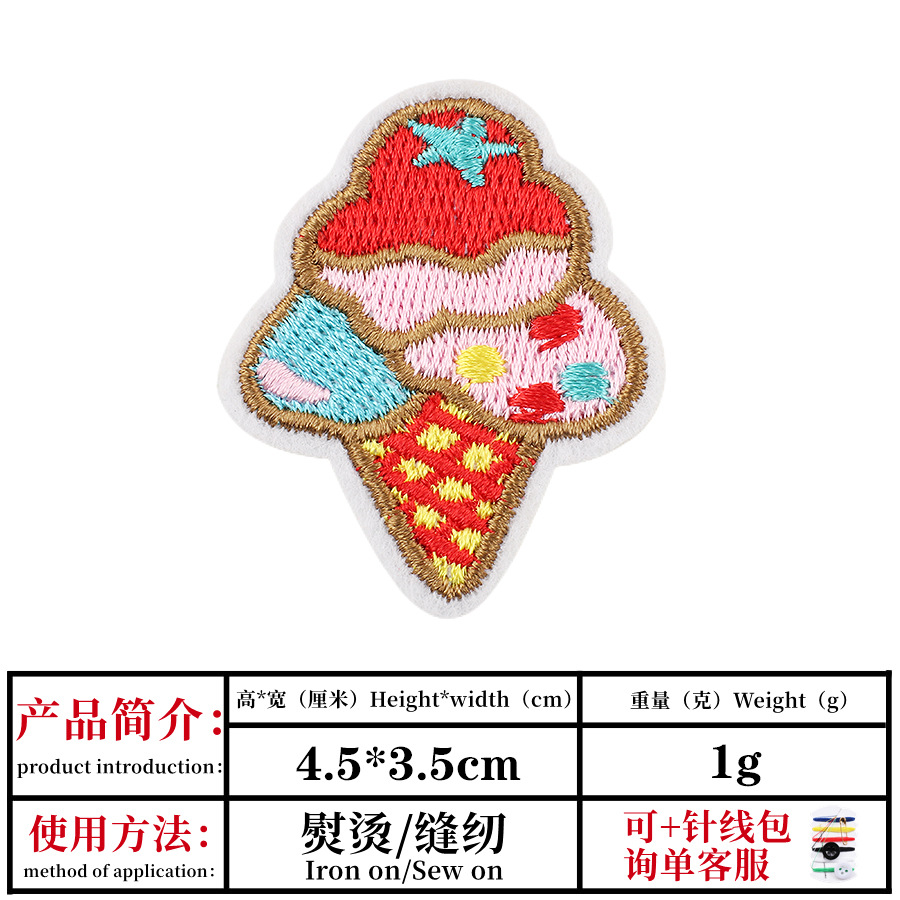 产品简介：
product introduction：
高*宽（厘米）Height*width（cm）
重量（克）Weight（g）
4.5*3.5cm
1g
使用方法：
method of application：
熨烫/缝纫
Iron on/Sew on
可+针线包
询单客服